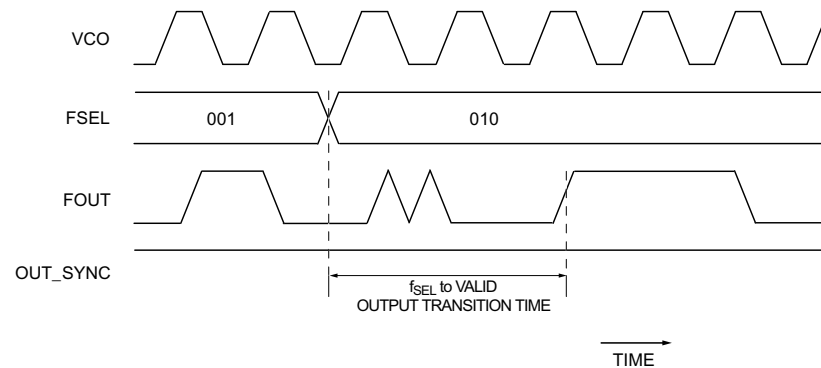 VCO
FSEL
001
010
FOUT
OUT_SYNC
fSEL to VALID
OUTPUT TRANSITION TIME
TIME